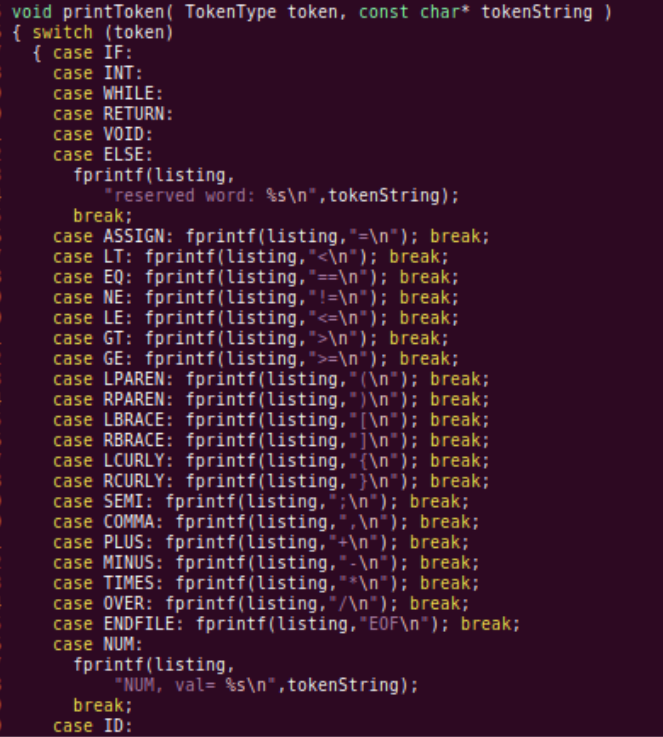 void printToken( TokenType token, const char* tokenString )
{ switch (token)
  { case IF:
    case INT:
    case WHILE:
    case RETURN:
    case VOID:
    case ELSE:
      fprintf(listing,
         "reserved word: %s\n",tokenString);
      break;
    case ASSIGN: fprintf(listing,"=\n"); break;
    case LT: fprintf(listing,"<\n"); break;
    case EQ: fprintf(listing,"==\n"); break;
    case NE: fprintf(listing,"!=\n"); break;
    case LE: fprintf(listing,"<=\n"); break;
    case GT: fprintf(listing,">\n"); break;
    case GE: fprintf(listing,">=\n"); break;
    case LPAREN: fprintf(listing,"(\n"); break;
    case RPAREN: fprintf(listing,")\n"); break;
    case LBRACE: fprintf(listing,"[\n"); break;
    case RBRACE: fprintf(listing,"]\n"); break;
    case LCURLY: fprintf(listing,"{\n"); break;
    case RCURLY: fprintf(listing,"}\n"); break;
    case SEMI: fprintf(listing,";\n"); break;
    case COMMA: fprintf(listing,",\n"); break;
    case PLUS: fprintf(listing,"+\n"); break;
    case MINUS: fprintf(listing,"-\n"); break;
    case TIMES: fprintf(listing,"*\n"); break;
    case OVER: fprintf(listing,"/\n"); break;
    case ENDFILE: fprintf(listing,"EOF\n"); break;
    case NUM:
      fprintf(listing,
          "NUM, val= %s\n",tokenString);
      break;
    case ID: